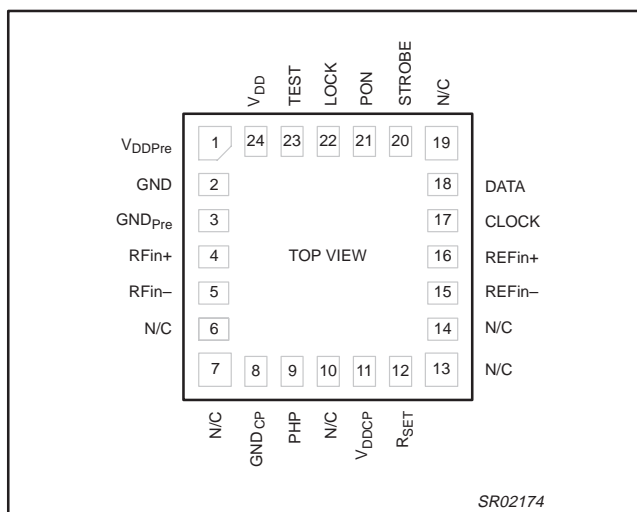 VDD
TEST
LOCK
PON
STROBE
N/C
VDDPre 1 24 23 22 21 20 19
GND 2 18 DATA
GNDPre 3 17 CLOCK
RFin+ 4 TOP VIEW 16 REFin+
RFin– 5 15 REFin–
N/C 6 14 N/C
7 8 9 10 11 12 13 N/C
N/C
GNDCP
PHP
N/C
VDDCP
RSET
SR02174